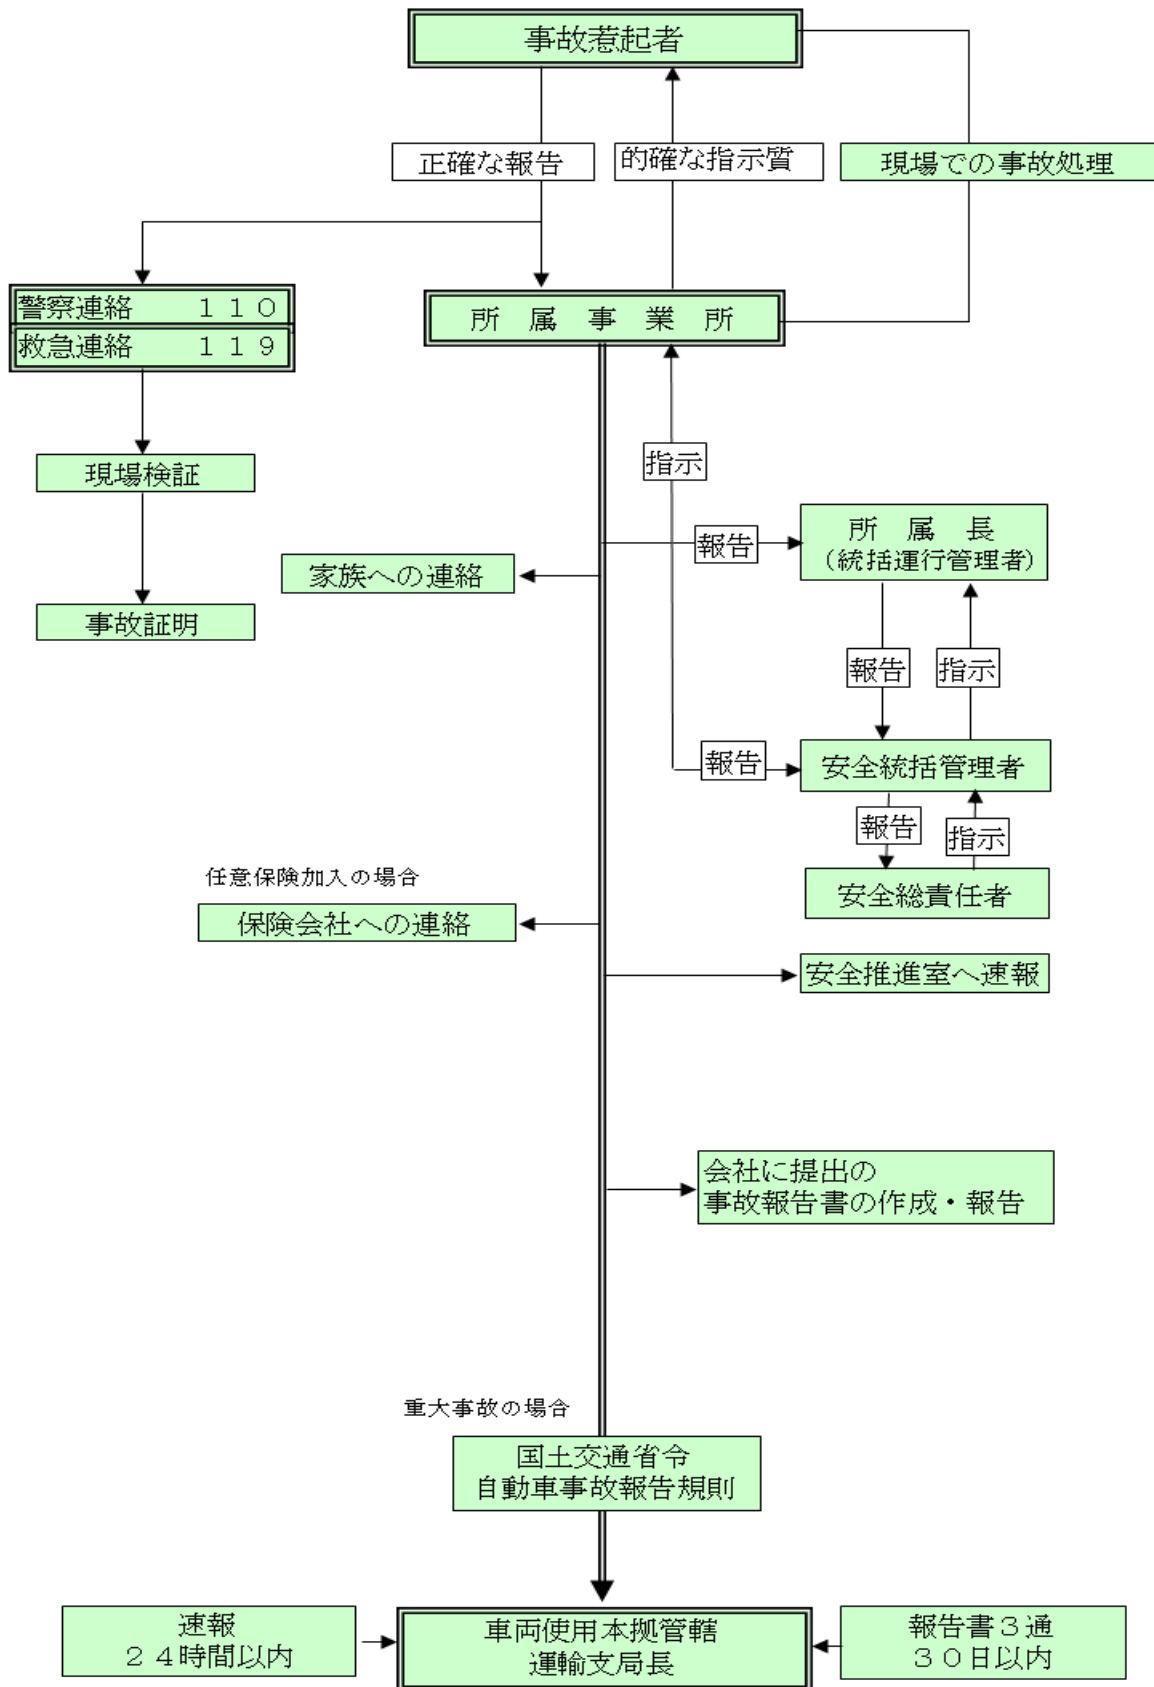 事故惹起者
正確な報告
的確な指示質
現場での事故処理
警察連絡　　１１０
救急連絡　　１１９
所　属　事　業　所
現場検証
指示
所　属　長
（統括運行管理者）
報告
家族への連絡
事故証明
報告
指示
報告
安全統括管理者
報告
指示
任意保険加入の場合
安全総責任者
保険会社への連絡
安全推進室へ速報
会社に提出の
事故報告書の作成・報告
重大事故の場合
国土交通省令
自動車事故報告規則
速報
２４時間以内
車両使用本拠管轄
運輸支局長
報告書３通
３０日以内